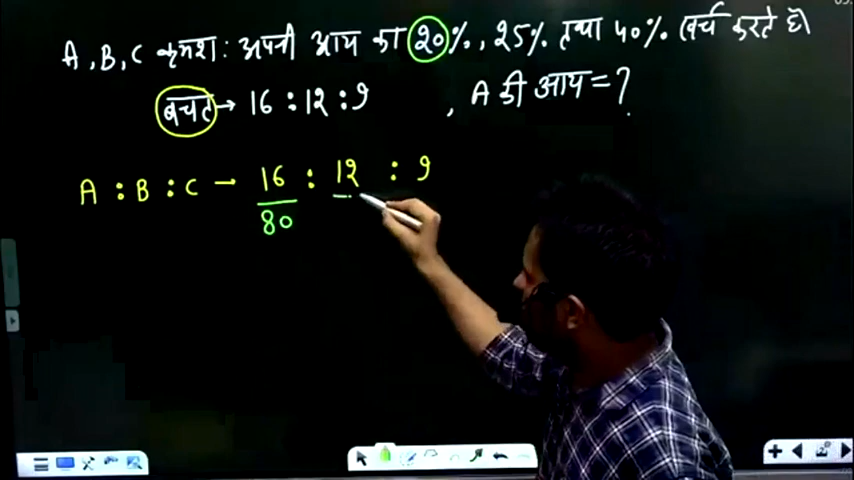 A, B, C क्रमश: अपनी आय का 20%, 25% तथा 40% खर्च करते हैं
बचत → 16 : 12 : 9 , A की आय = ?
A : B : C → 16 : 12 : 9
80